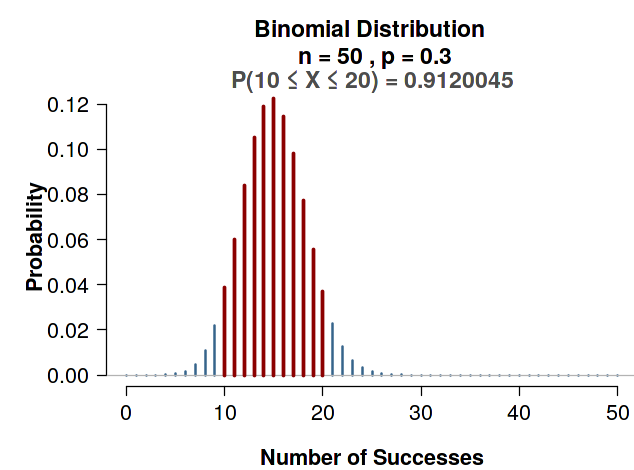 Binomial Distribution
n = 50 , p = 0.3
P(10 ≤ X ≤ 20) = 0.9120045
Probability
0.12
0.10
0.08
0.06
0.04
0.02
0.00
0 10 20 30 40 50
Number of Successes